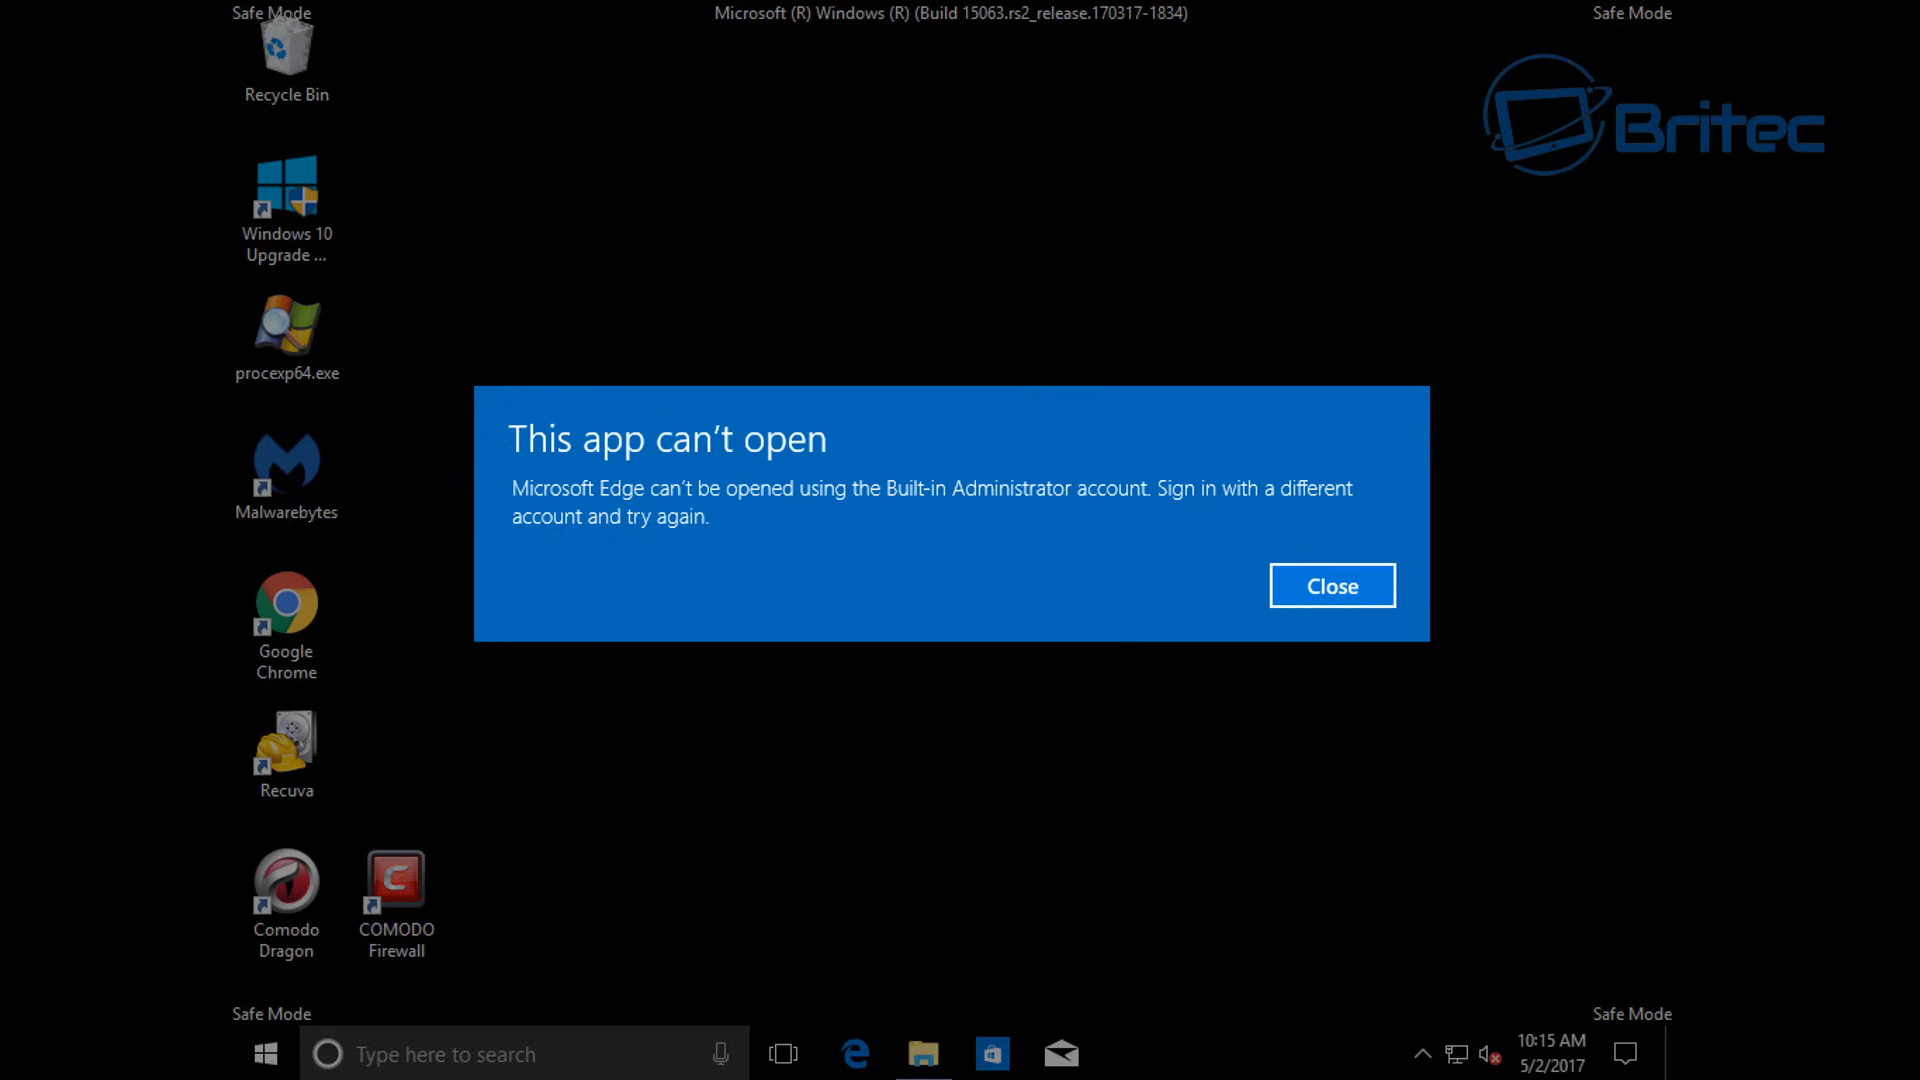 Safe Mode
Microsoft (R) Windows (R) (Build 15063.rs2_release.170317-1834)
Safe Mode
Recycle Bin
Britec
Windows 10
Upgrade ...
procexp64.exe
This app can't open
Microsoft Edge can't be opened using the Built-in Administrator account. Sign in with a different
account and try again.
Close
Malwarebytes
Google
Chrome
Recuva
Comodo
Dragon
COMODO
Firewall
Safe Mode
Safe Mode
Type here to search
10:15 AM
5/2/2017